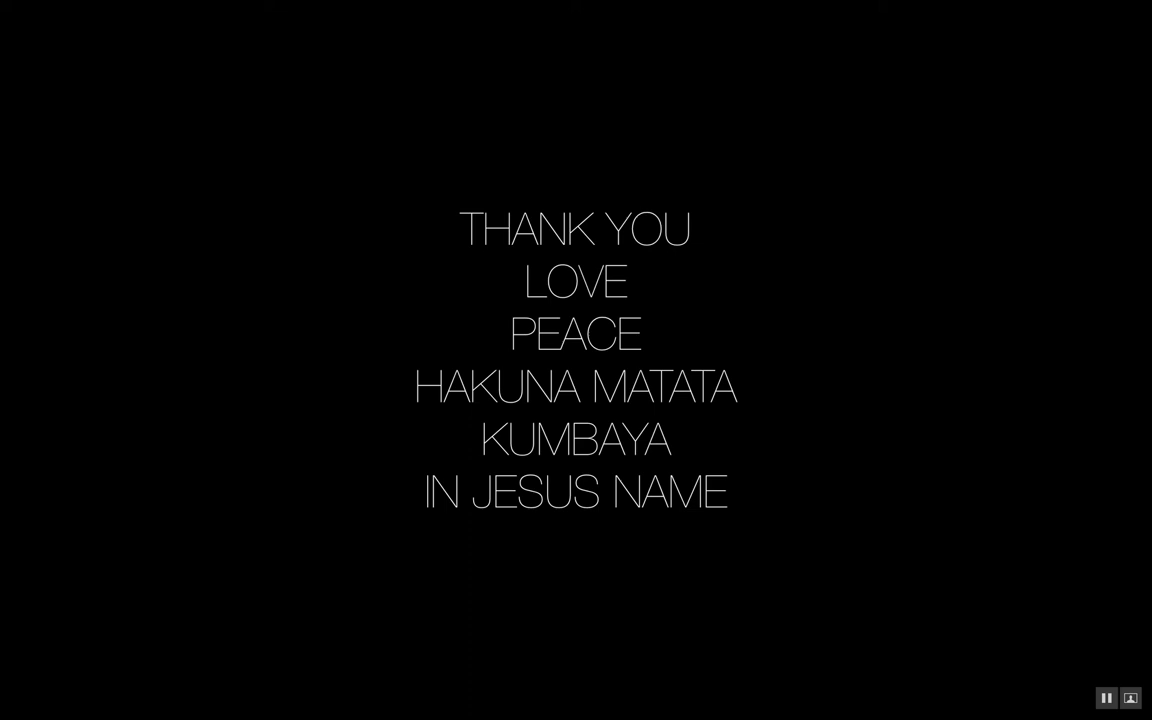 THANK YOU
LOVE
PEACE
HAKUNA MATATA
KUMBAYA
IN JESUS NAME